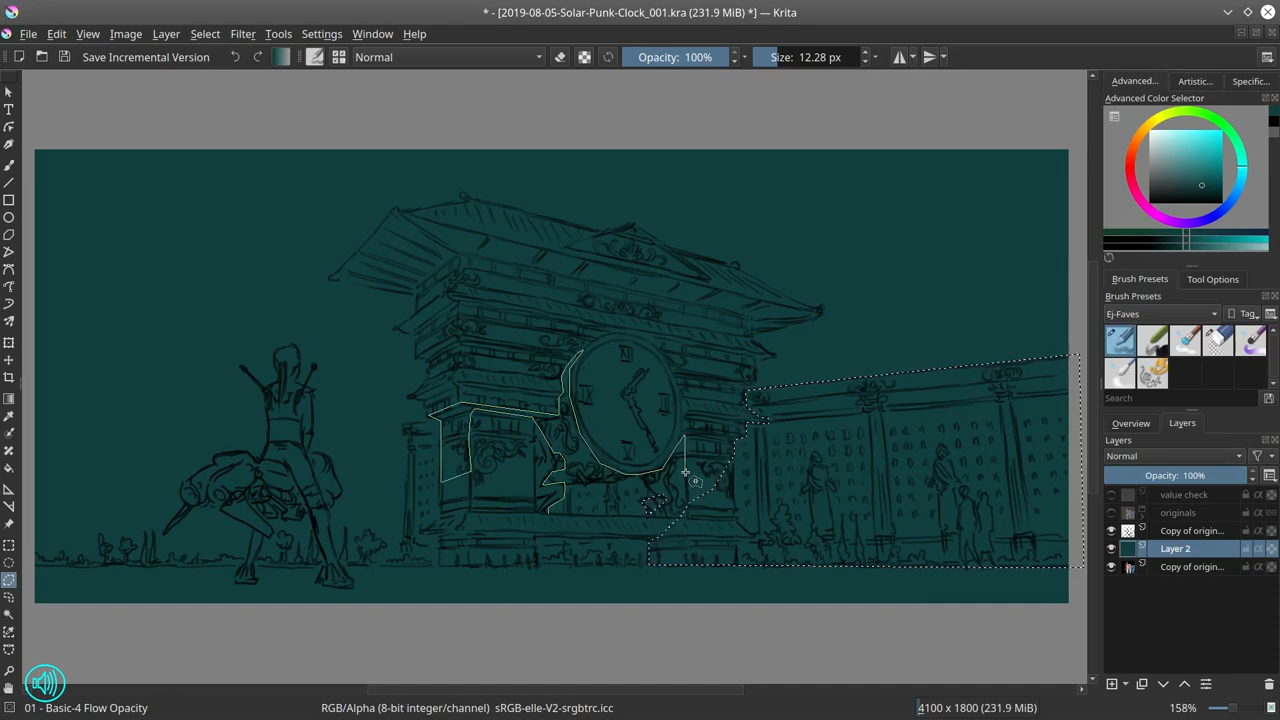 * - [2019-08-05-Solar-Punk-Clock_001.kra (231.9 MiB) *] — Krita
File Edit View Image Layer Select Filter Tools Settings Window Help
Save Incremental Version Normal Opacity: 100% Size: 12.28 px
Advanced... Artistic... Specific...
Advanced Color Selector
Brush Presets Tool Options
Brush Presets
Ej-Faves Tag
Search
Overview Layers
Layers
Normal
Opacity: 100%
value check
originals
Copy of origin...
Layer 2
Copy of origin...
XII
III
VI
01 - Basic-4 Flow Opacity RGB/Alpha (8-bit integer/channel) sRGB-elle-V2-srgbtrc.icc 4100 x 1800 (231.9 MiB) 158%